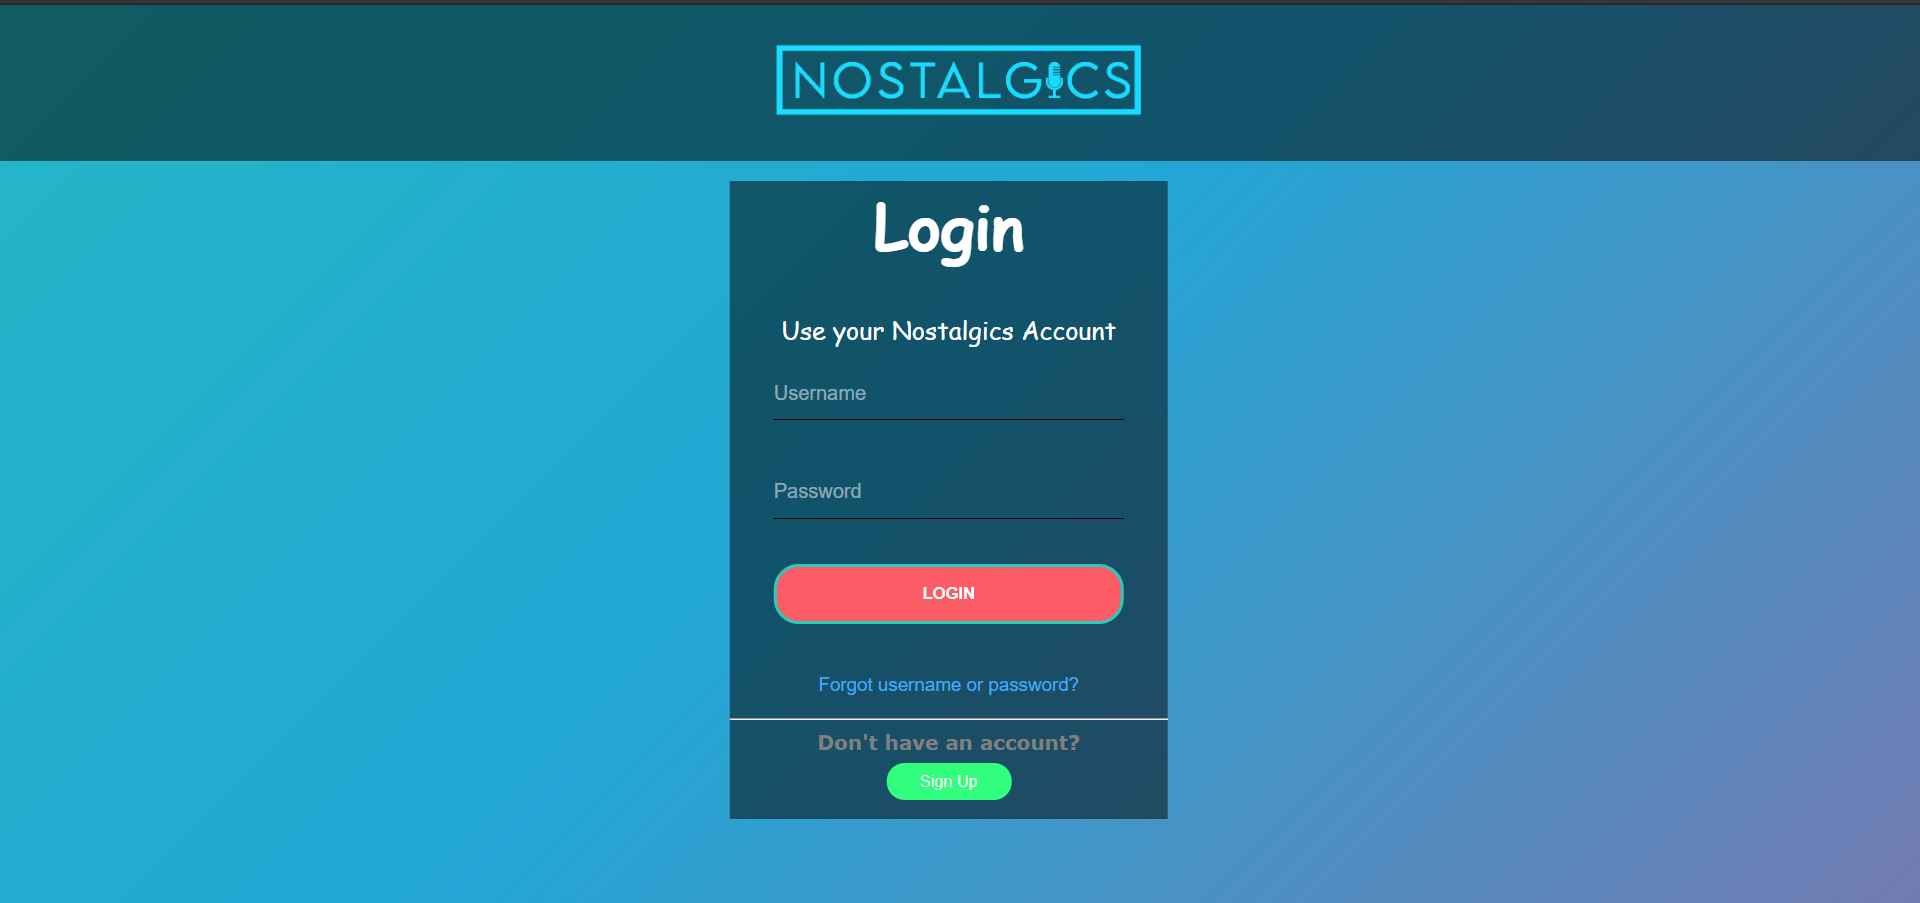 NOSTALGICS
Login
Use your Nostalgics Account
Username
Password
LOGIN
Forgot username or password?
Don't have an account?
Sign Up